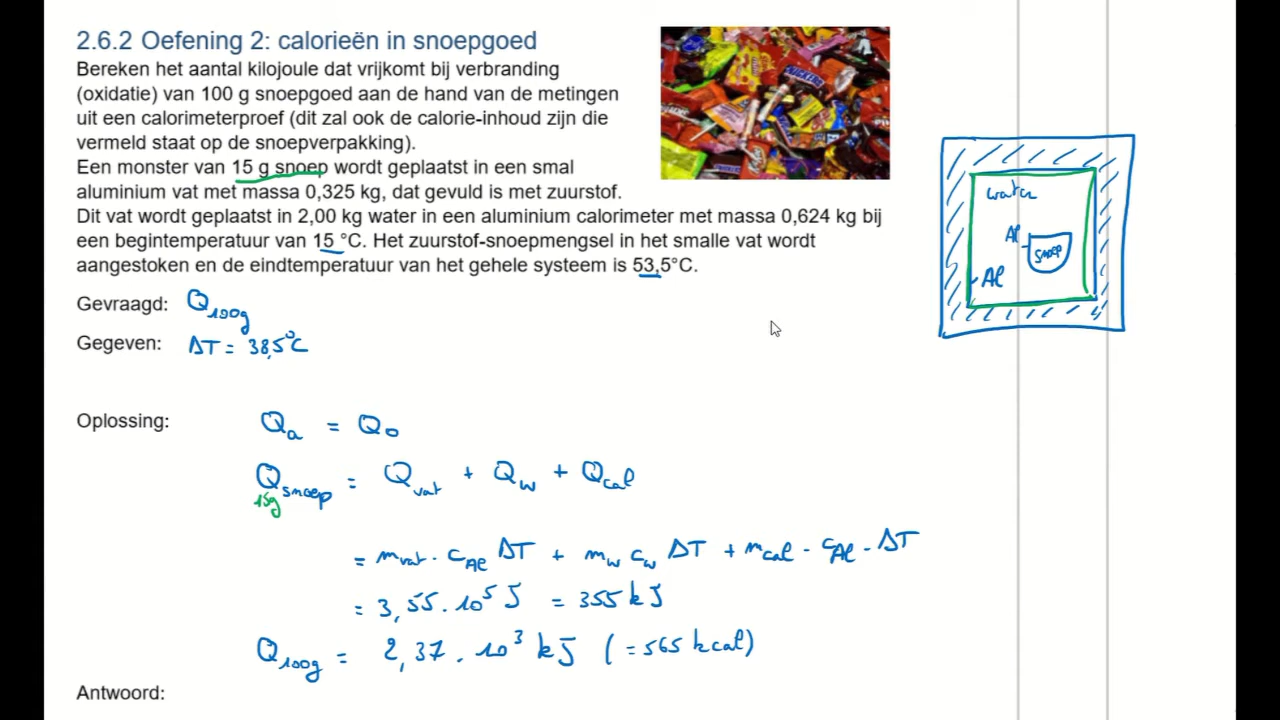 2.6.2 Oefening 2: calorieën in snoepgoed
Bereken het aantal kilojoule dat vrijkomt bij verbranding
(oxidatie) van 100 g snoepgoed aan de hand van de metingen
uit een calorimeterproef (dit zal ook de calorie-inhoud zijn die
vermeld staat op de snoepverpakking).
Een monster van 15 g snoep wordt geplaatst in een smal
aluminium vat met massa 0,325 kg, dat gevuld is met zuurstof.
Dit vat wordt geplaatst in 2,00 kg water in een aluminium calorimeter met massa 0,624 kg bij
een begintemperatuur van 15 °C. Het zuurstof-snoepmengsel in het smalle vat wordt
aangestoken en de eindtemperatuur van het gehele systeem is 53,5°C.
water
Al
snoep
Al
Gevraagd: Q100g
Gegeven: ΔT = 38,5°C
Oplossing: Qa = Qo
Qsnoep = Qvat + Qw + Qcal
15g
= mvat · cAl ΔT + mw cw ΔT + mcal · cAl · ΔT
= 3,55 · 10⁵ J = 355 kJ
Q100g = 2,37 · 10³ kJ (= 565 kcal)
Antwoord: